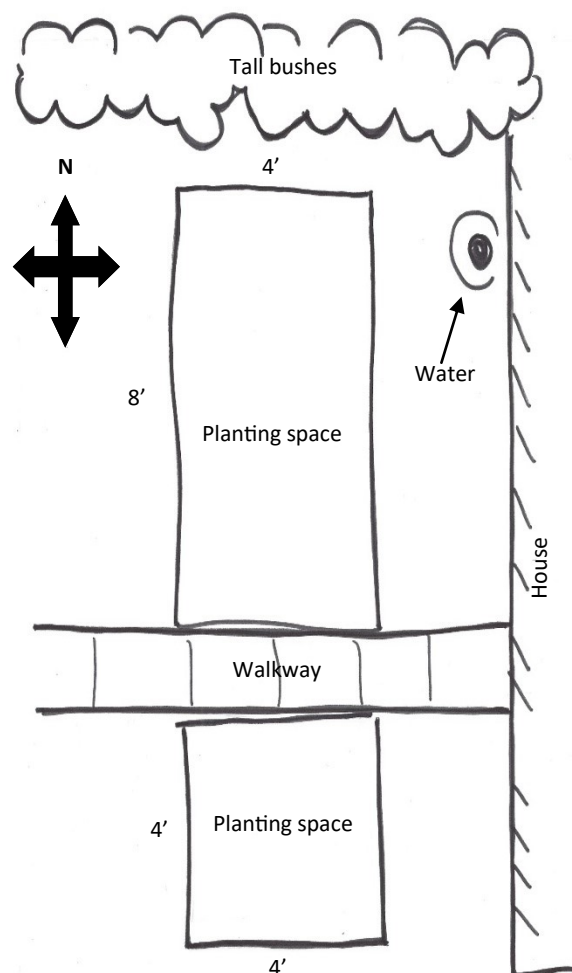 Tall bushes
4’
N
Water
8’
Planting space
House
Walkway
Planting space
4’
4’